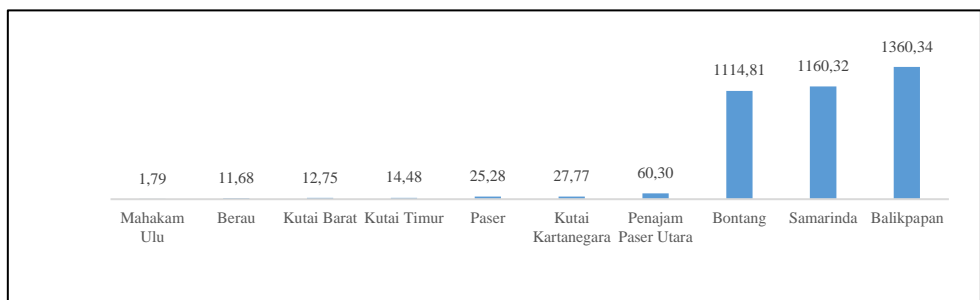 1360,34
1160,32
1114,81
60,30
27,77
25,28
14,48
12,75
11,68
1,79
Mahakam
Ulu
Berau
Kutai Barat
Kutai Timur
Paser
Kutai
Kartanegara
Penajam
Paser Utara
Bontang
Samarinda
Balikpapan